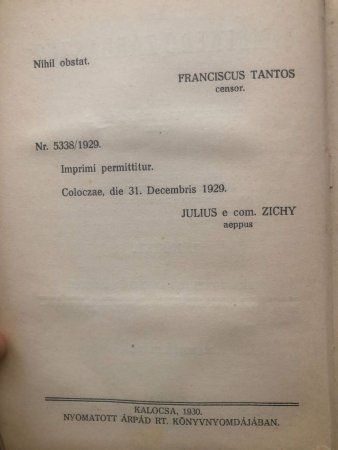 Nihil obstat.
FRANCISCUS TANTOS
censor.
Nr. 5338/1929.
Imprimi permittitur.
Coloczae, die 31. Decembris 1929.
JULIUS e com. ZICHY
aeppus
KALOCSA, 1930.
NYOMATOTT ÁRPÁD RT. KÖNYVNYOMDÁJÁBAN.